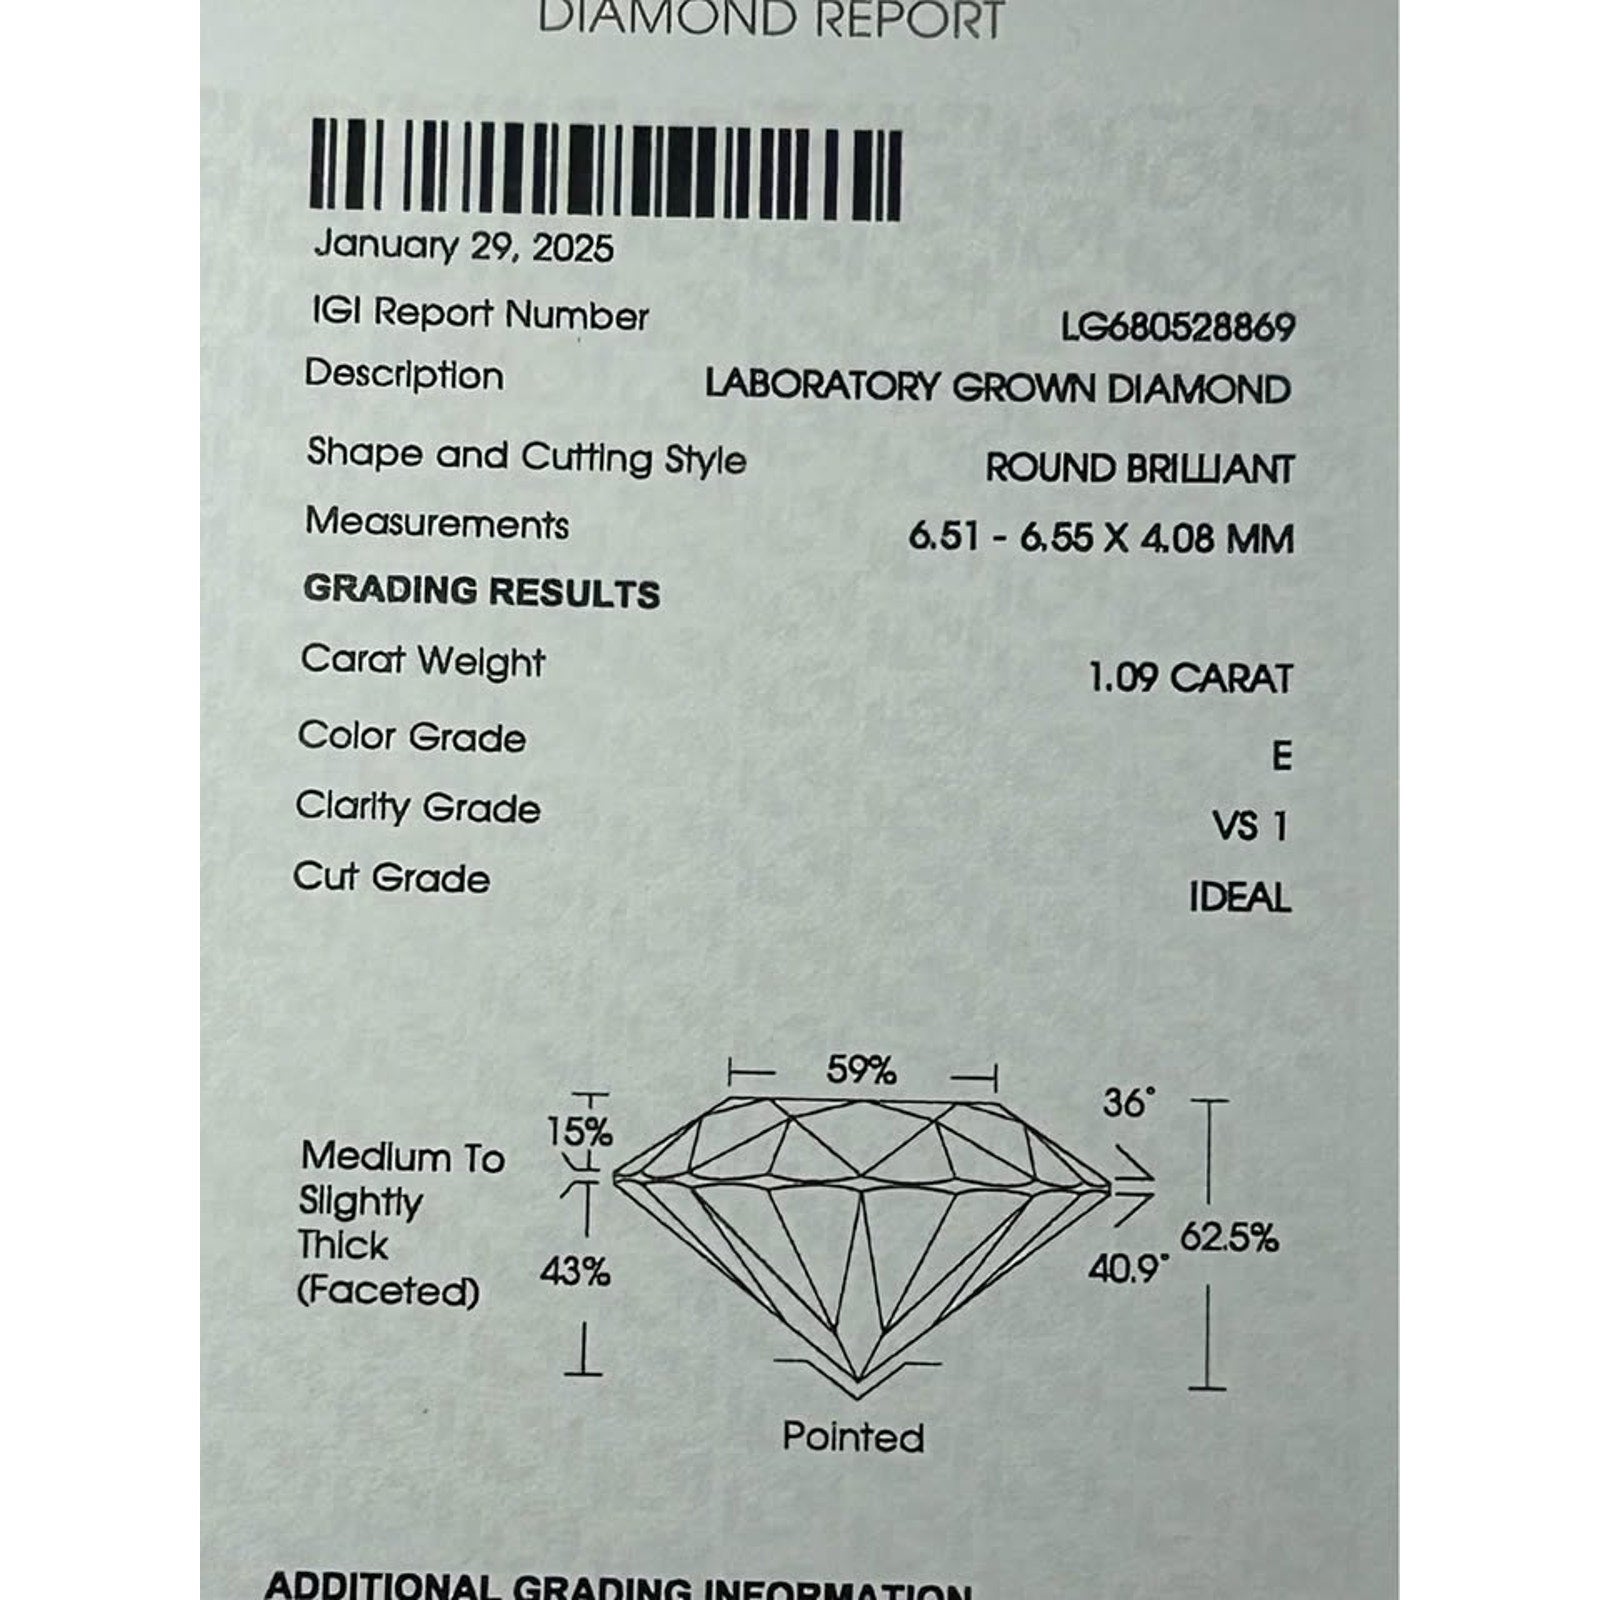 DIAMOND REPORT
January 29, 2025
IGI Report Number LG680528869
Description LABORATORY GROWN DIAMOND
Shape and Cutting Style ROUND BRILLIANT
Measurements 6.51 - 6.55 X 4.08 MM
GRADING RESULTS
Carat Weight 1.09 CARAT
Color Grade E
Clarity Grade VS 1
Cut Grade IDEAL
59%
36°
15%
Medium To
Slightly
Thick
(Faceted)
43%
62.5%
40.9°
Pointed
ADDITIONAL GRADING INFORMATION